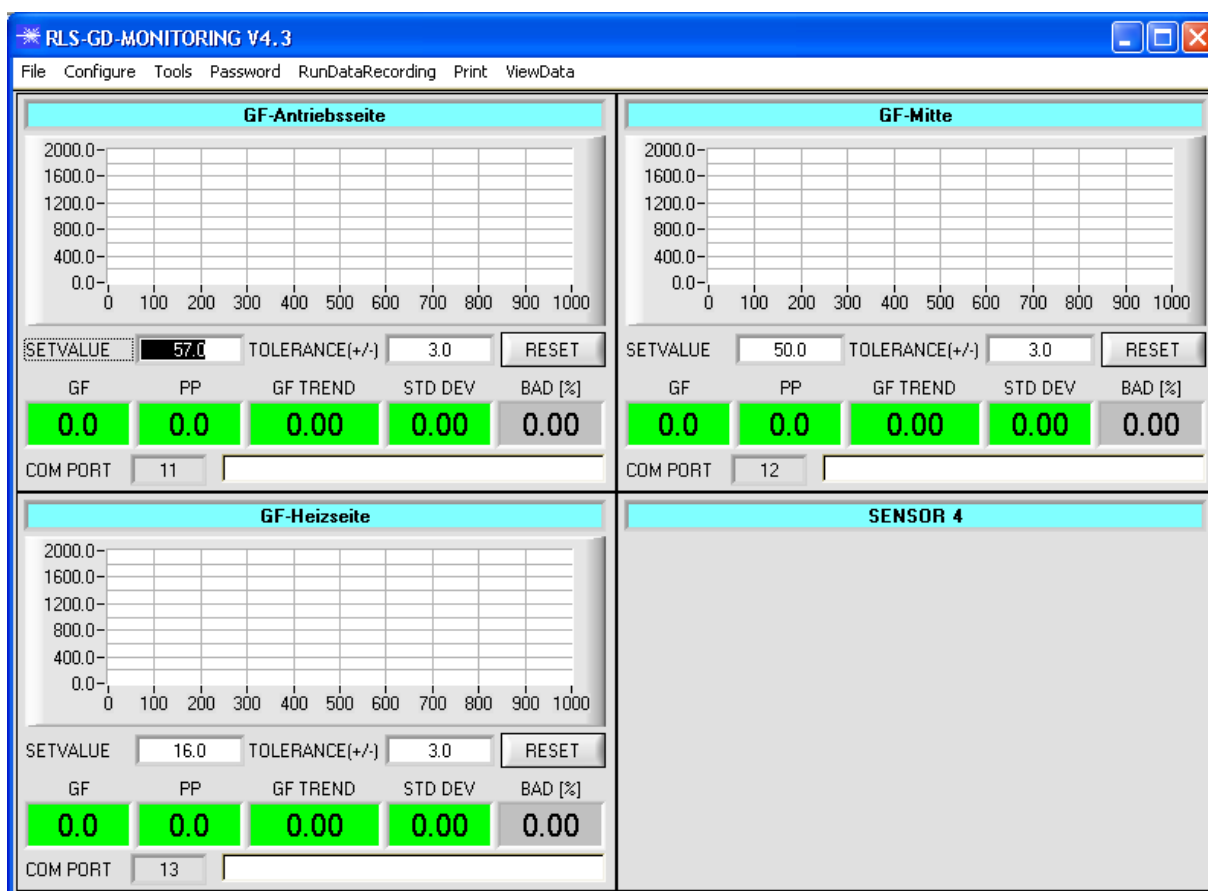 RLS-GD-MONITORING V4.3
File Configure Tools Password RunDataRecording Print ViewData
GF-Antriebsseite
2000.0
1600.0
1200.0
800.0
400.0
0.0
0 100 200 300 400 500 600 700 800 900 1000
SETVALUE 57.0 TOLERANCE(+/-) 3.0 RESET
GF PP GF TREND STD DEV BAD [%]
0.0 0.0 0.00 0.00 0.00
COM PORT 11
GF-Mitte
2000.0
1600.0
1200.0
800.0
400.0
0.0
0 100 200 300 400 500 600 700 800 900 1000
SETVALUE 50.0 TOLERANCE(+/-) 3.0 RESET
GF PP GF TREND STD DEV BAD [%]
0.0 0.0 0.00 0.00 0.00
COM PORT 12
GF-Heizseite
2000.0
1600.0
1200.0
800.0
400.0
0.0
0 100 200 300 400 500 600 700 800 900 1000
SETVALUE 16.0 TOLERANCE(+/-) 3.0 RESET
GF PP GF TREND STD DEV BAD [%]
0.0 0.0 0.00 0.00 0.00
COM PORT 13
SENSOR 4